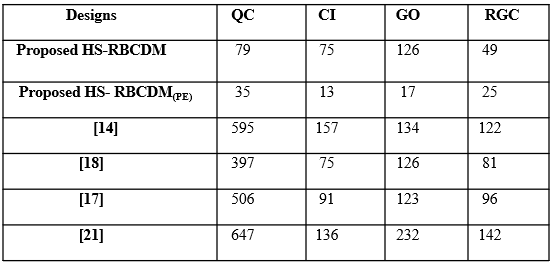 Designs QC CI GO RGC
Proposed HS-RBCDM 79 75 126 49
Proposed HS- RBCDM(PE) 35 13 17 25
[14] 595 157 134 122
[18] 397 75 126 81
[17] 506 91 123 96
[21] 647 136 232 142